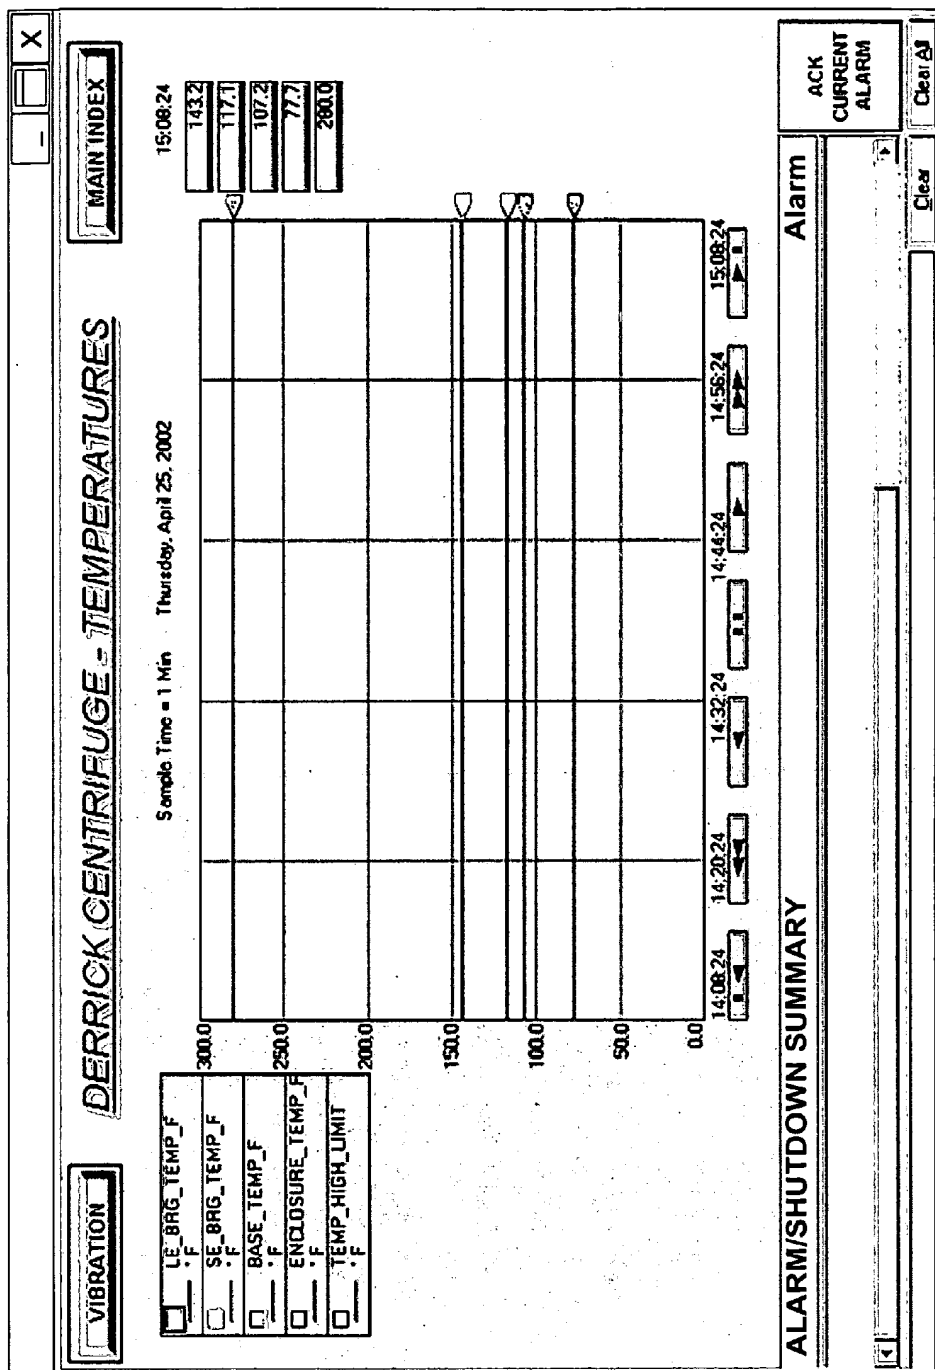 X
VIBRATION
DERRICK CENTRIFUGE - TEMPERATURES
MAIN INDEX
LE_BRG_TEMP_F
°F
SE_BRG_TEMP_F
°F
BASE_TEMP_F
°F
ENCLOSURE_TEMP_F
°F
TEMP_HIGH_LIMIT
°F
Sample Time = 1 Min Thursday, April 25, 2002
15:08:24
143.2
117.1
107.2
77.7
280.0
300.0
250.0
200.0
150.0
100.0
50.0
0.0
14:08:24 14:20:24 14:32:24 14:44:24 14:56:24 15:08:24
ALARM/SHUTDOWN SUMMARY Alarm
ACK
CURRENT
ALARM
Clear Clear All